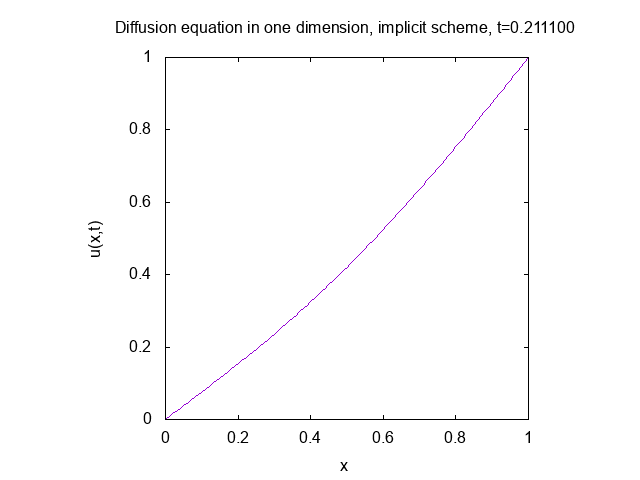 Diffusion equation in one dimension, implicit scheme, t=0.211100
1
0.8
0.6
0.4
0.2
0
u(x,t)
0 0.2 0.4 0.6 0.8 1
x